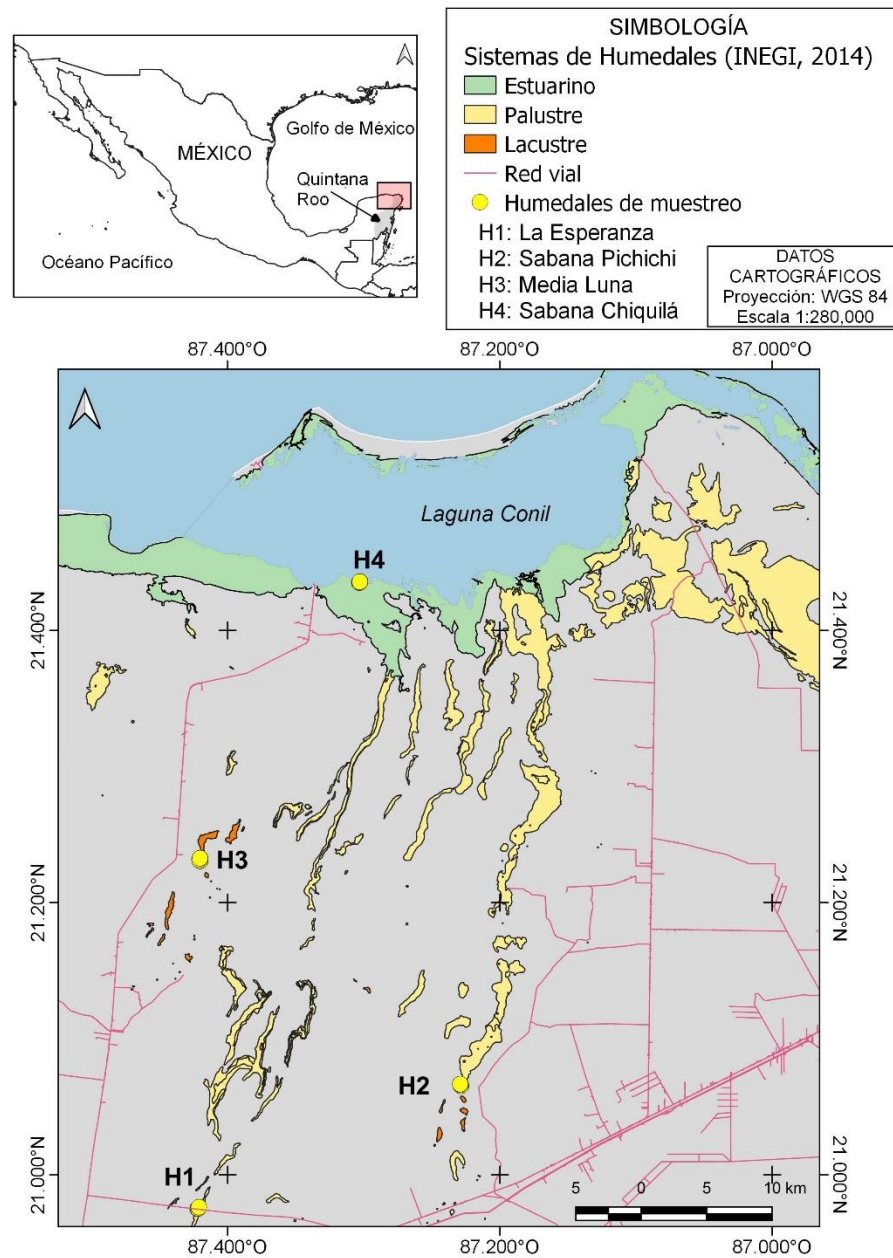 Golfo de México
MÉXICO
Quintana
Roo
Océano Pacífico
SIMBOLOGÍA
Sistemas de Humedales (INEGI, 2014)
Estuarino
Palustre
Lacustre
Red vial
Humedales de muestreo
H1: La Esperanza
H2: Sabana Pichichi
H3: Media Luna
H4: Sabana Chiquilá
DATOS
CARTOGRÁFICOS
Proyección: WGS 84
Escala 1:280,000
87.400°O
87.200°O
87.000°O
Laguna Conil
H4
21.400°N
21.400°N
H3
21.200°N
21.200°N
H2
H1
21.000°N
21.000°N
5 0 5 10 km
87.400°O
87.200°O
87.000°O